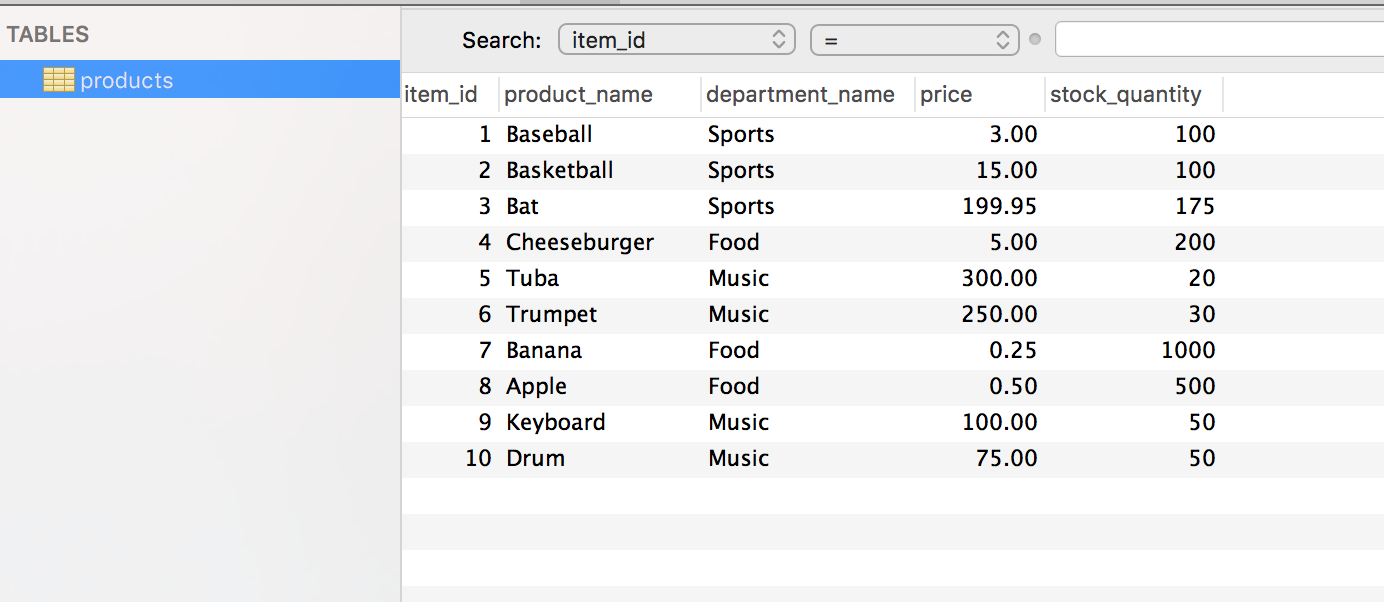 TABLES
products
Search: item_id =
item_id product_name department_name price stock_quantity
1 Baseball Sports 3.00 100
2 Basketball Sports 15.00 100
3 Bat Sports 199.95 175
4 Cheeseburger Food 5.00 200
5 Tuba Music 300.00 20
6 Trumpet Music 250.00 30
7 Banana Food 0.25 1000
8 Apple Food 0.50 500
9 Keyboard Music 100.00 50
10 Drum Music 75.00 50